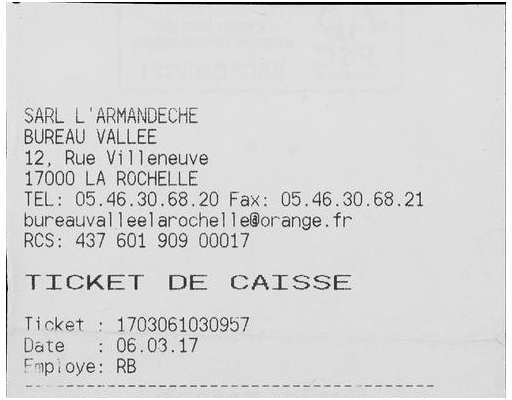 SARL L'ARMANDECHE
BUREAU VALLEE
12, Rue Villeneuve
17000 LA ROCHELLE
TEL: 05.46.30.68.20 Fax: 05.46.30.68.21
bureauvalleelarochelle@orange.fr
RCS: 437 601 909 00017
TICKET DE CAISSE
Ticket : 1703061030957
Date : 06.03.17
Employe: RB